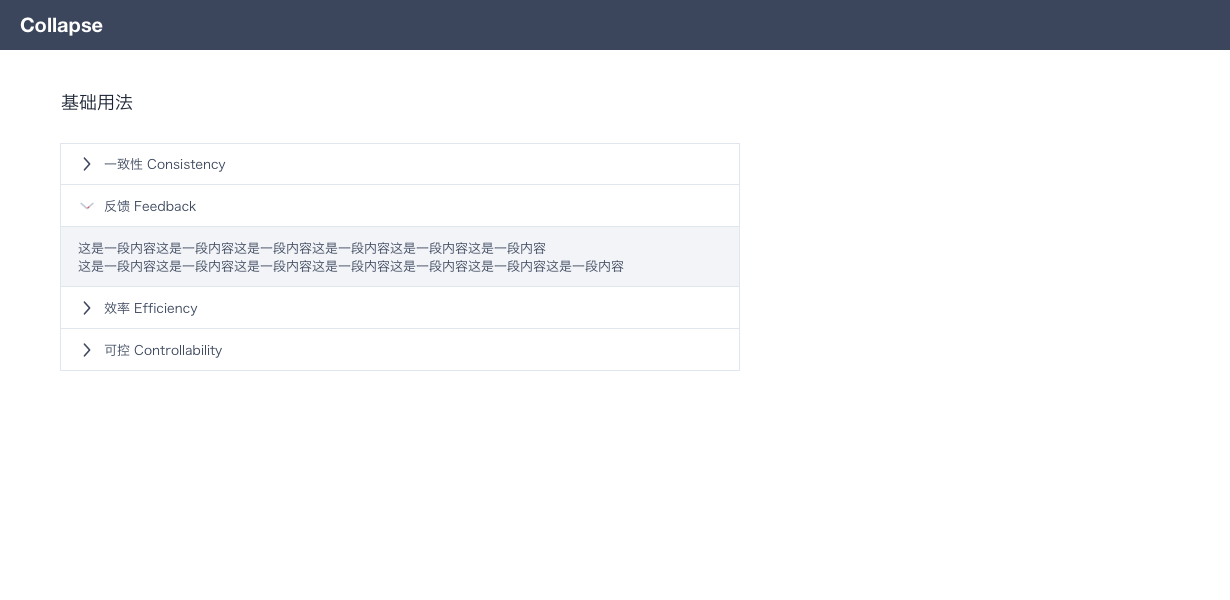 Collapse
基础用法
一致性 Consistency
反馈 Feedback
这是一段内容这是一段内容这是一段内容这是一段内容这是一段内容这是一段内容
这是一段内容这是一段内容这是一段内容这是一段内容这是一段内容这是一段内容这是一段内容
效率 Efficiency
可控 Controllability